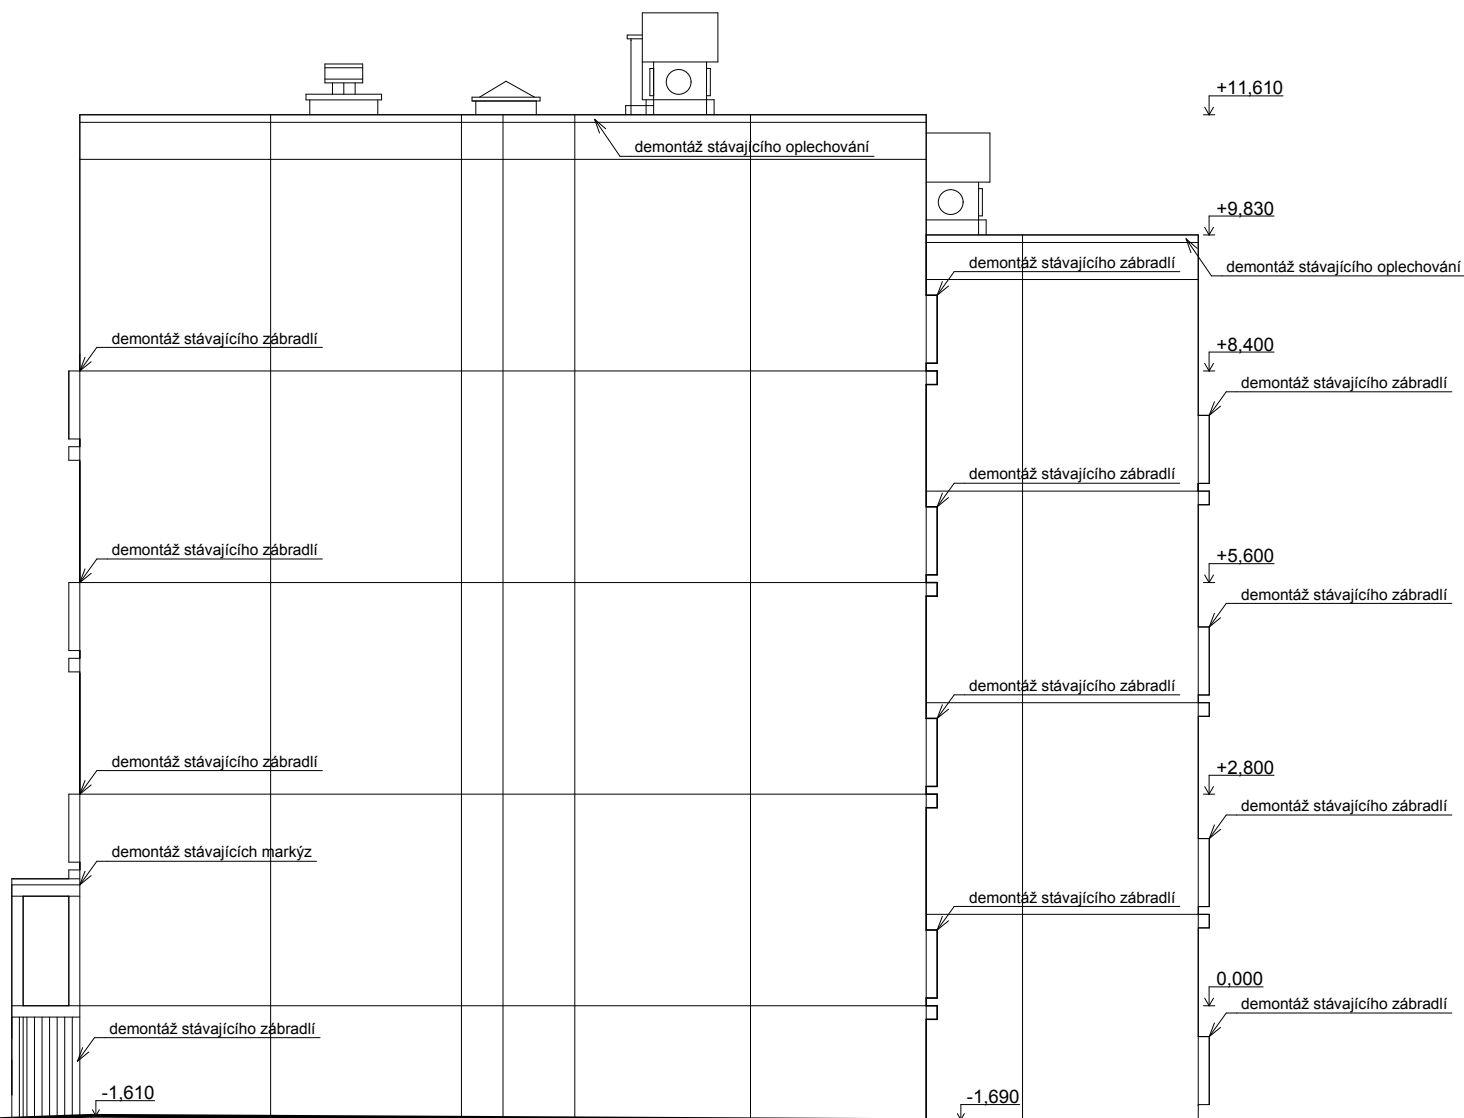 +11,610
demontáž stávajícího oplechování
+9,830
demontáž stávajícího zábradlí
demontáž stávajícího oplechování
demontáž stávajícího zábradlí
+8,400
demontáž stávajícího zábradlí
demontáž stávajícího zábradlí
demontáž stávajícího zábradlí
+5,600
demontáž stávajícího zábradlí
demontáž stávajícího zábradlí
demontáž stávajícího zábradlí
+2,800
demontáž stávajícího zábradlí
demontáž stávajících markýz
demontáž stávajícího zábradlí
0,000
demontáž stávajícího zábradlí
demontáž stávajícího zábradlí
-1,610
-1,690